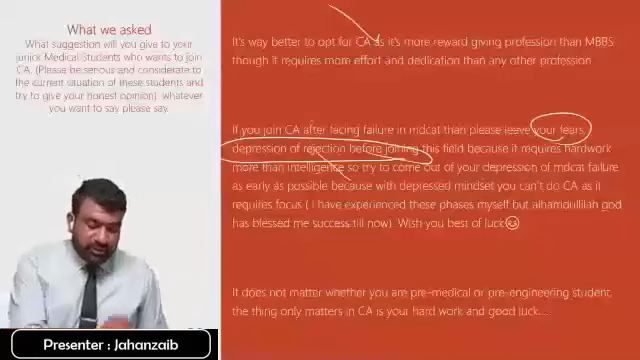 What we asked
What suggestion will you give to your
junior Medical Students who wants to join
CA. (Please be serious and considerate to
the current situation of these students and
try to give your honest opinion). whatever
you want to say please say.
It's way better to opt for CA as it's more reward giving profession than MBBS
though it requires more effort and dedication than any other profession
If you join CA after facing failure in mdcat than please leave your fears,
depression of rejection before joining this field because it requires hardwork
more than intelligence so try to come out of your depression of mdcat failure
as early as possible because with depressed mindset you can't do CA as it
requires focus ( I have experienced these phases myself but alhamdulillah god
has blessed me success till now). Wish you best of luck😊
It does not matter whether you are pre-medical or pre-engineering student,
the thing only matters in CA is your hard work and good luck....
Presenter : Jahanzaib